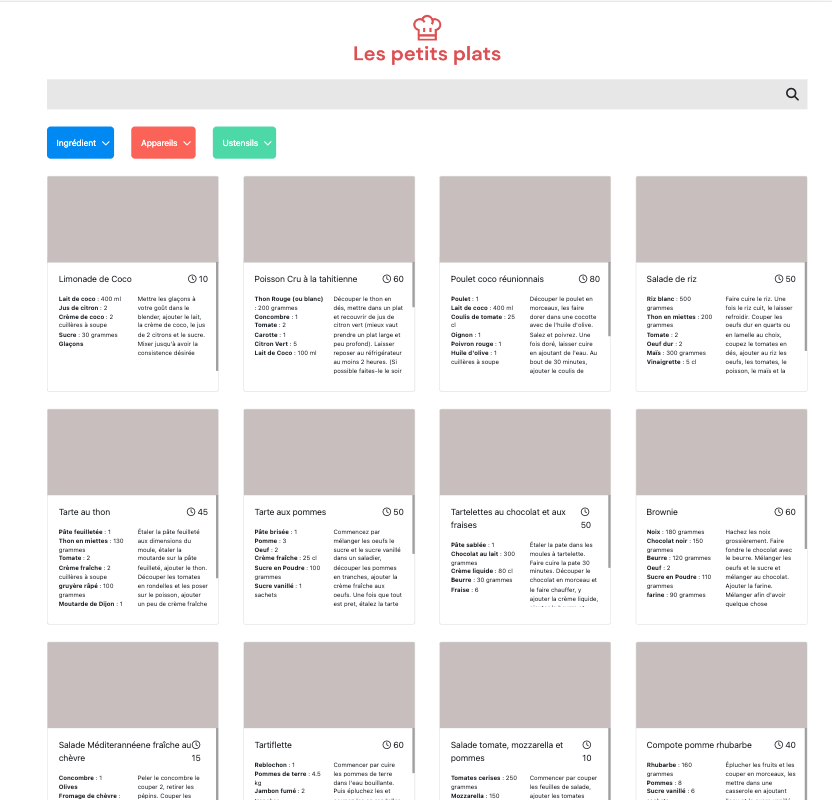 Les petits plats
Ingrédient
Appareils
Ustensils
Limonade de Coco
10
Lait de coco : 400 ml
Jus de citron : 2
Crème de coco : 2
cuillères à soupe
Sucre : 30 grammes
Glaçons
Mettre les glaçons à
votre goût dans le
blender, ajouter le lait,
la crème de coco, le jus
de 2 citrons et le sucre.
Mixer jusqu'à avoir la
consistence désirée
Poisson Cru à la tahitienne
60
Thon Rouge (ou blanc)
: 200 grammes
Concombre : 1
Tomate : 2
Carotte : 1
Citron Vert : 5
Lait de Coco : 100 ml
Découper le thon en
dés, mettre dans un plat
et recouvrir de jus de
citron vert (mieux vaut
prendre un plat large et
peu profond). Laisser
reposer au réfrigérateur
au moins 2 heures. (Si
possible faites-le le soir
Poulet coco réunionnais
80
Poulet : 1
Lait de coco : 400 ml
Coulis de tomate : 25
cl
Oignon : 1
Poivron rouge : 1
Huile d'olive : 1
cuillères à soupe
Découper le poulet en
morceaux, les faire
dorer dans une cocotte
avec de l'huile d'olive.
Salez et poivrez. Une
fois doré, laisser cuire
en ajoutant de l'eau. Au
bout de 30 minutes,
ajouter le coulis de
Salade de riz
50
Riz blanc : 500
grammes
Thon en miettes : 200
grammes
Tomate : 2
Oeuf dur : 2
Maïs : 300 grammes
Vinaigrette : 5 cl
Faire cuire le riz. Une
fois le riz cuit, le laisser
refroidir. Couper les
oeufs dur en quarts ou
en lamelle au choix,
coupez le tomates en
dés, ajouter au riz les
oeufs, les tomates, le
poisson, le maïs et la
Tarte au thon
45
Pâte feuilletée : 1
Thon en miettes : 130
grammes
Tomate : 2
Crème fraîche : 2
cuillères à soupe
gruyère râpé : 100
grammes
Moutarde de Dijon : 1
Étaler la pâte feuilleté
aux dimensions du
moule, étaler la
moutarde sur la pâte
feuilleté, ajouter le thon.
Découper les tomates
en rondelles et les poser
sur le poisson, ajouter
un peu de crème fraîche
Tarte aux pommes
50
Pâte brisée : 1
Pomme : 3
Oeuf : 2
Crème fraîche : 25 cl
Sucre en Poudre : 100
grammes
Sucre vanillé : 1
sachets
Commencez par
mélanger les oeufs le
sucre et le sucre vanillé
dans un saladier,
découper les pommes
en tranches, ajouter la
crème fraîche aux
oeufs. Une fois que tout
est pret, étalez la tarte
Tartelettes au chocolat et aux
fraises
50
Pâte sablée : 1
Chocolat au lait : 300
grammes
Crème liquide : 80 cl
Beurre : 30 grammes
Fraise : 6
Étaler la pate dans les
moules à tartelette.
Faire cuire la pate 30
minutes. Découper le
chocolat en morceau et
le faire chauffer, y
ajouter la crème liquide,
Brownie
60
Noix : 180 grammes
Chocolat noir : 150
grammes
Beurre : 120 grammes
Oeuf : 2
Sucre en Poudre : 110
grammes
farine : 90 grammes
Hachez les noix
grossièrement. Faire
fondre le chocolat avec
le beurre. Mélanger les
oeufs et le sucre et
mélanger au chocolat.
Ajouter la farine.
Mélanger afin d'avoir
quelque chose
Salade Méditerannéene fraîche au
chèvre
15
Concombre : 1
Olives
Fromage de chèvre :
Peler le concombre le
couper 2, retirer les
pépins. Couper les
Tartiflette
60
Reblochon : 1
Pommes de terre : 4.5
kg
Jambon fumé : 2
Commencer par cuire
les pommes de terre
dans l'eau bouillante.
Puis épluchez les et
Salade tomate, mozzarella et
pommes
10
Tomates cerises : 250
grammes
Mozzarella : 150
Commencer par couper
les feuilles de salade,
ajouter les tomates
Compote pomme rhubarbe
40
Rhubarbe : 160
grammes
Pommes : 8
Sucre vanillé : 6
Éplucher les fruits et les
couper en morceaux, les
mettre dans une
casserole en ajoutant